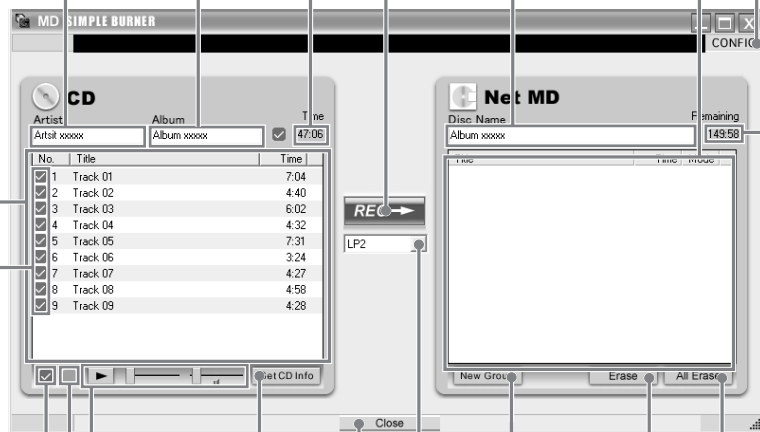 MD SIMPLE BURNER
CONFIG
CD
Artist Album Time
Artsit xxxxx Album xxxxx 47:06
No. Title Time
1 Track 01 7:04
2 Track 02 4:40
3 Track 03 6:02
4 Track 04 4:32
5 Track 05 7:31
6 Track 06 3:24
7 Track 07 4:27
8 Track 08 4:58
9 Track 09 4:28
Get CD Info
REC
LP2
Net MD
Disc Name Remaining
Album xxxxx 149:58
Title Time Mode
New Group Erase All Erase
Close